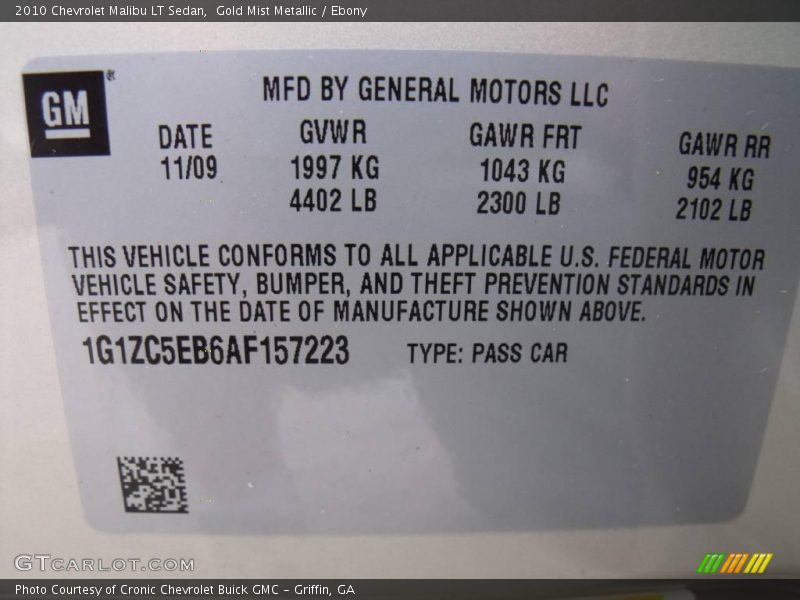 2010 Chevrolet Malibu LT Sedan,  Gold Mist Metallic / Ebony
GM®
MFD BY GENERAL MOTORS LLC
DATE GVWR GAWR FRT GAWR RR
11/09 1997 KG 1043 KG 954 KG
4402 LB 2300 LB 2102 LB
THIS VEHICLE CONFORMS TO ALL APPLICABLE U.S. FEDERAL MOTOR
VEHICLE SAFETY, BUMPER, AND THEFT PREVENTION STANDARDS IN
EFFECT ON THE DATE OF MANUFACTURE SHOWN ABOVE.
1G1ZC5EB6AF157223 TYPE: PASS CAR
GTCARLOT.COM
Photo Courtesy of Cronic Chevrolet Buick GMC – Griffin, GA